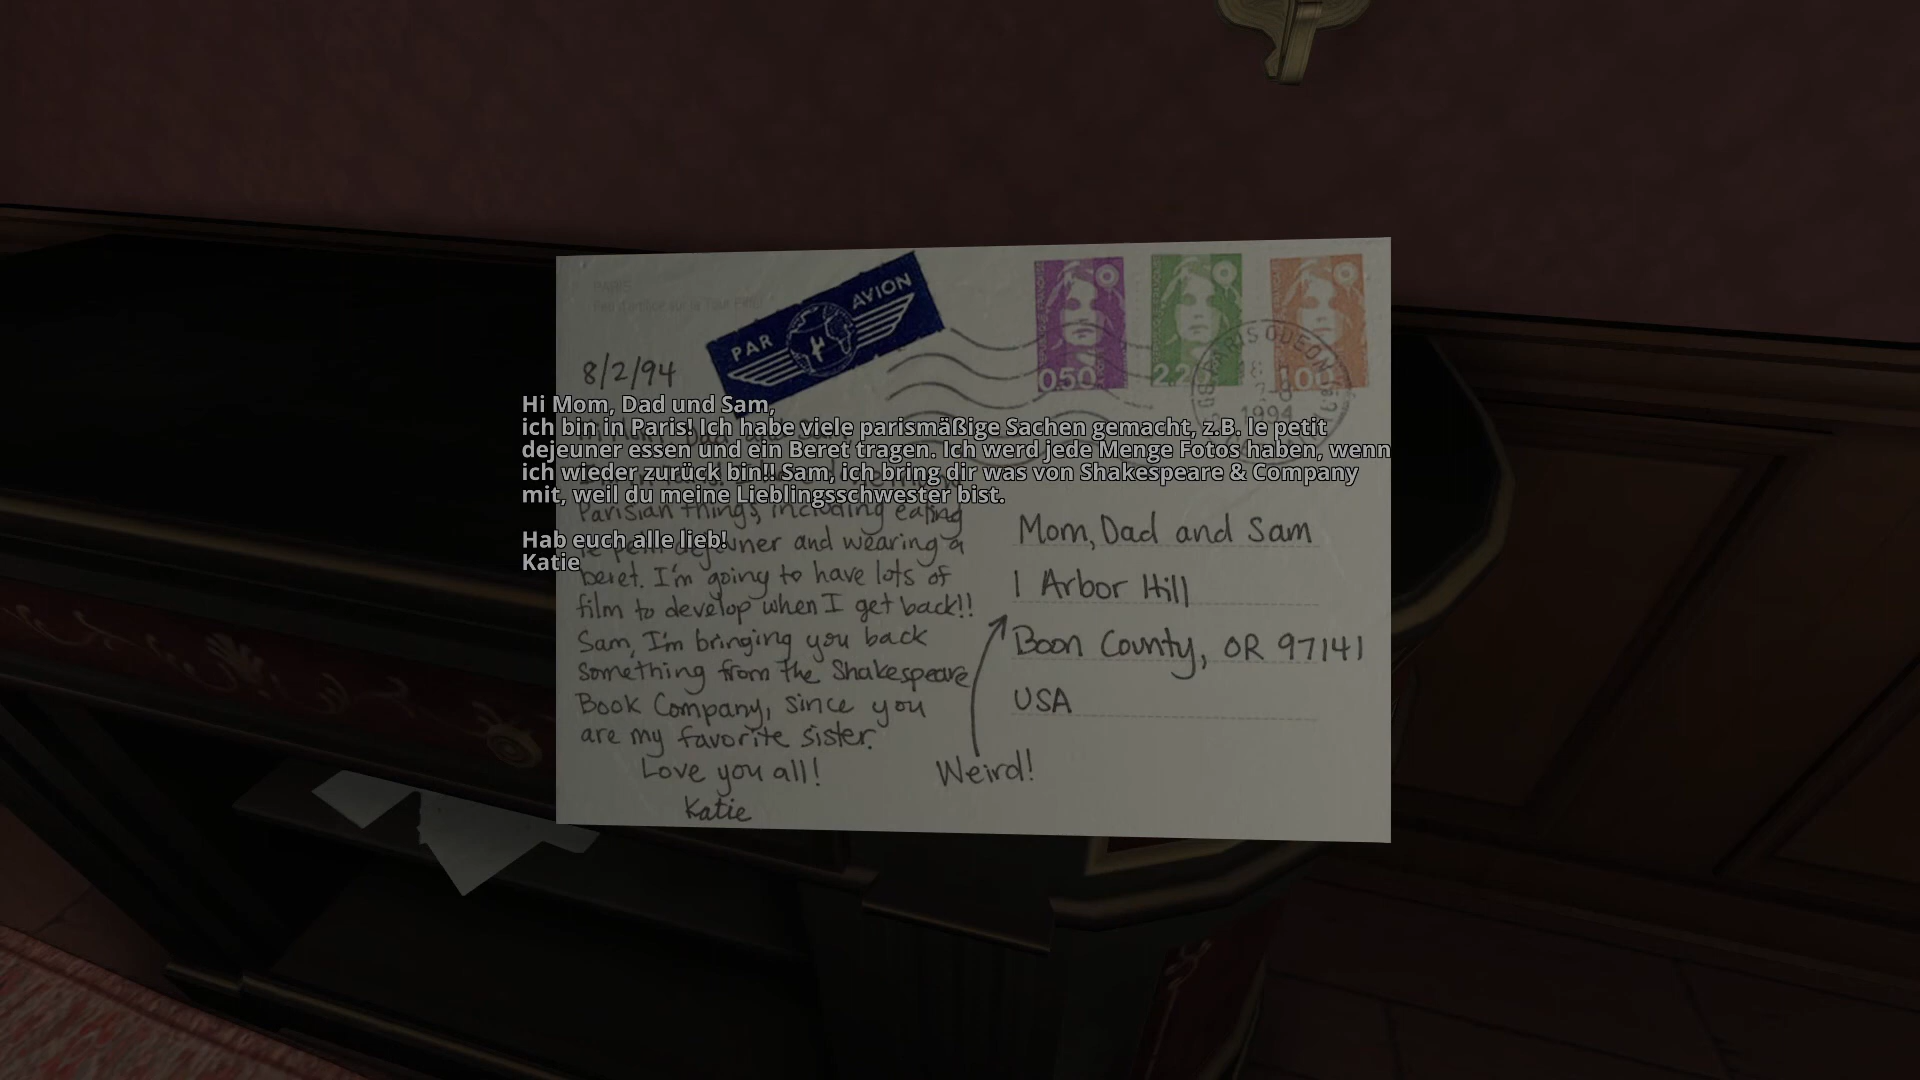 PARIS
PAR AVION
050
2.2
1.00
PARIS ODEON
1994
8/2/94
Hi Mom, Dad und Sam,
ich bin in Paris! Ich habe viele parismäßige Sachen gemacht, z.B. le petit
dejeuner essen und ein Beret tragen. Ich werd jede Menge Fotos haben, wenn
ich wieder zurück bin!! Sam, ich bring dir was von Shakespeare & Company
mit, weil du meine Lieblingsschwester bist.
Hab euch alle lieb!
Katie
Parisian things, including eating
le petit dejeuner and wearing a
beret. I'm going to have lots of
film to develop when I get back!!
Sam, I'm bringing you back
something from the Shakespeare
Book Company, since you
are my favorite sister.
Love you all!
Katie
Mom, Dad and Sam
1 Arbor Hill
Boon County, OR 97141
USA
Weird!